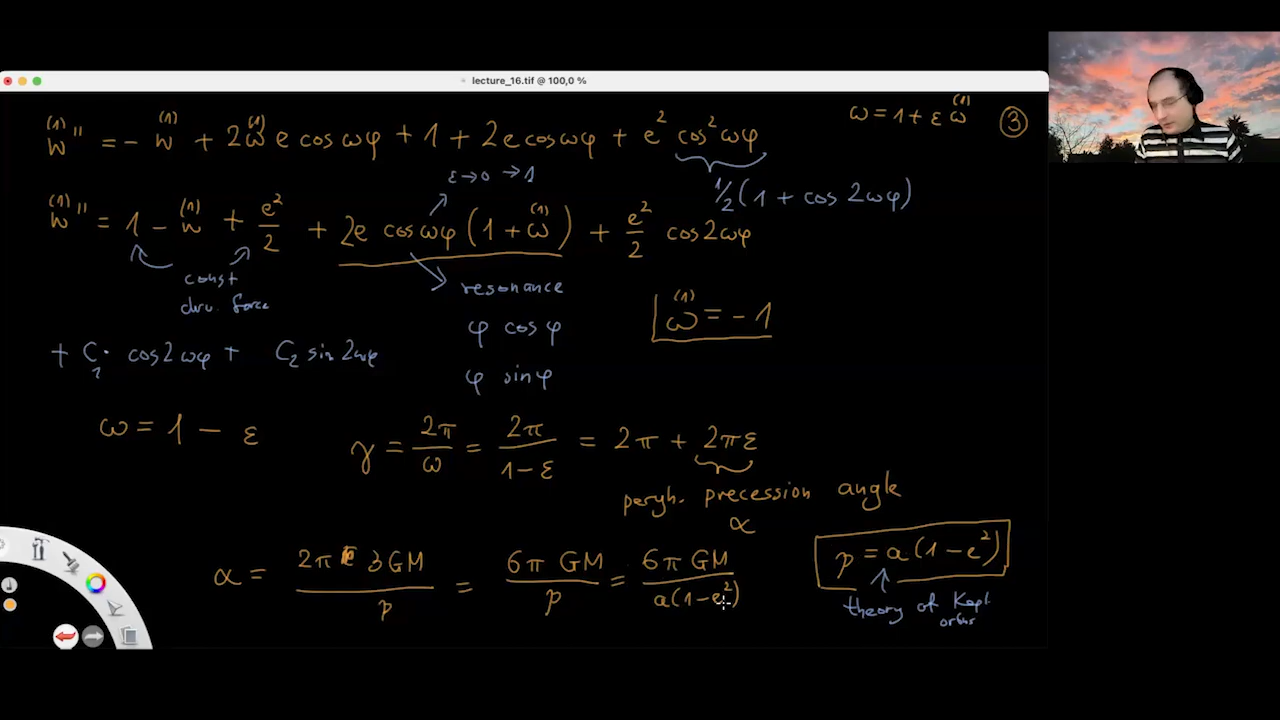 lecture_16.tif @ 100,0 %
ω = 1 + ε ω⁽¹⁾ ③
w⁽¹⁾'' = - w⁽¹⁾ + 2ω⁽¹⁾ e cos ωφ + 1 + 2e cos ωφ + e² cos² ωφ
ε → 0 → 1
1/2 (1 + cos 2ωφ)
w⁽¹⁾'' = 1 - w⁽¹⁾ + e²/2 + 2e cos ωφ (1 + ω⁽¹⁾) + e²/2 cos 2ωφ
const
driv. force
resonance
φ cos φ
φ sin φ
ω⁽¹⁾ = - 1
+ C₁· cos 2ωφ + C₂ sin 2ωφ
ω = 1 - ε
γ = 2π/ω = 2π/(1-ε) = 2π + 2πε
peryh. precession angle
α
α = 2π 3GM/p = 6π GM/p = 6π GM/a(1-e²)
p = a(1-e²)
theory of Kepl.
orbits